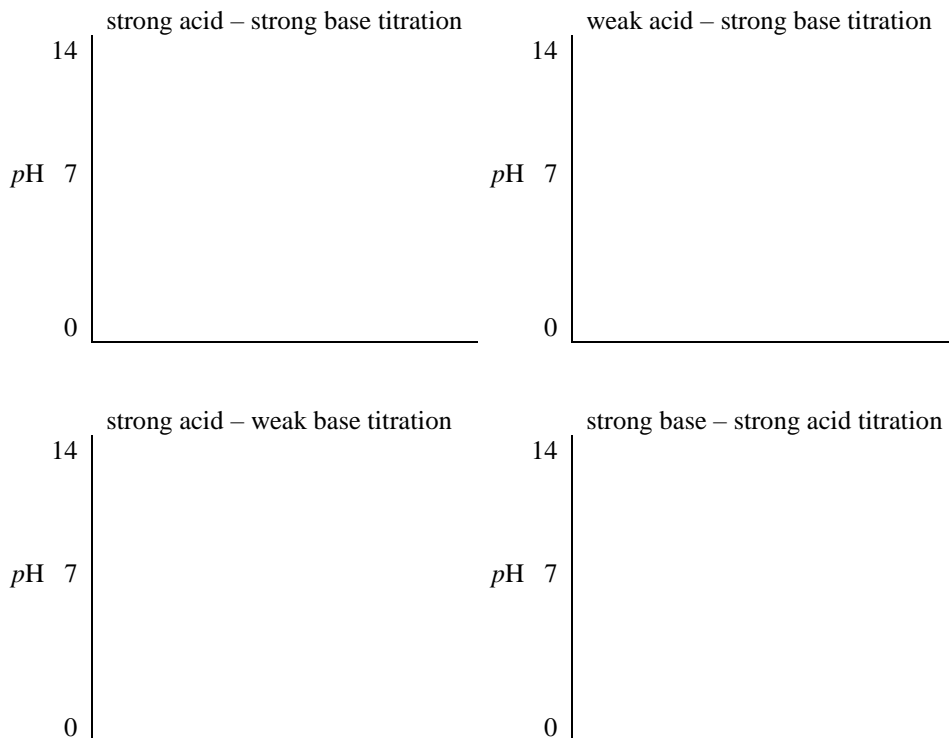 strong acid – strong base titration
14
pH 7
0
weak acid – strong base titration
14
pH 7
0
strong acid – weak base titration
14
pH 7
0
strong base – strong acid titration
14
pH 7
0